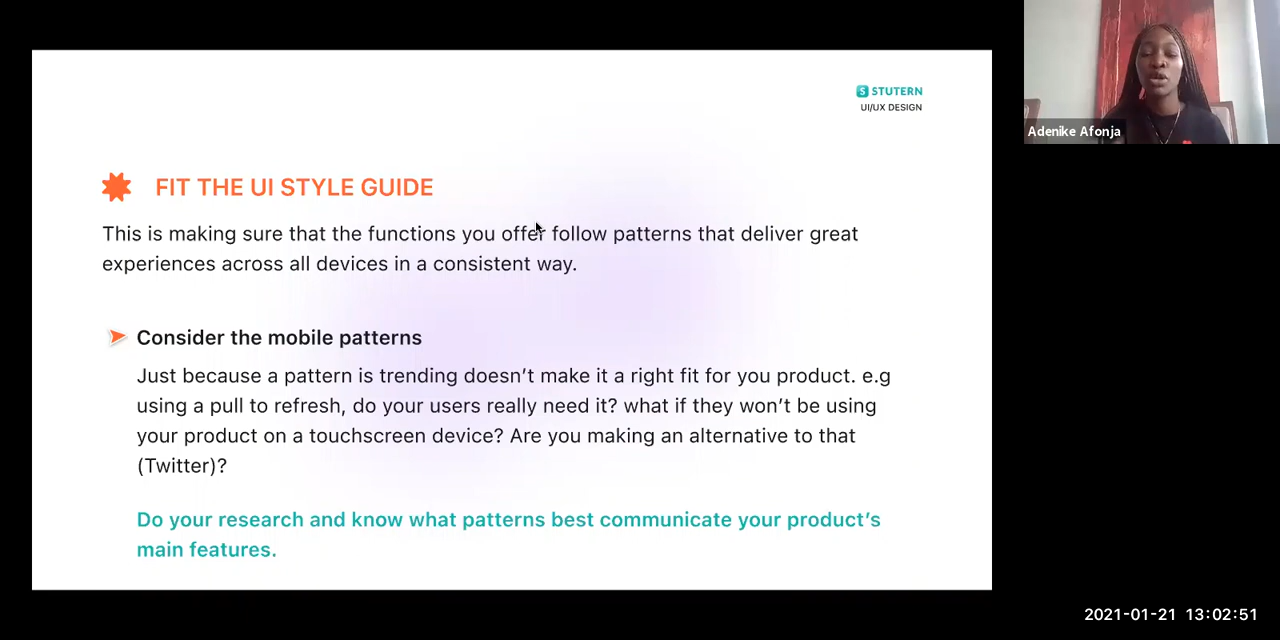 STUTERN
UI/UX DESIGN
FIT THE UI STYLE GUIDE
This is making sure that the functions you offer follow patterns that deliver great
experiences across all devices in a consistent way.
Consider the mobile patterns
Just because a pattern is trending doesn’t make it a right fit for you product. e.g
using a pull to refresh, do your users really need it? what if they won’t be using
your product on a touchscreen device? Are you making an alternative to that
(Twitter)?
Do your research and know what patterns best communicate your product’s
main features.
Adenike Afonja
2021-01-21 13:02:51